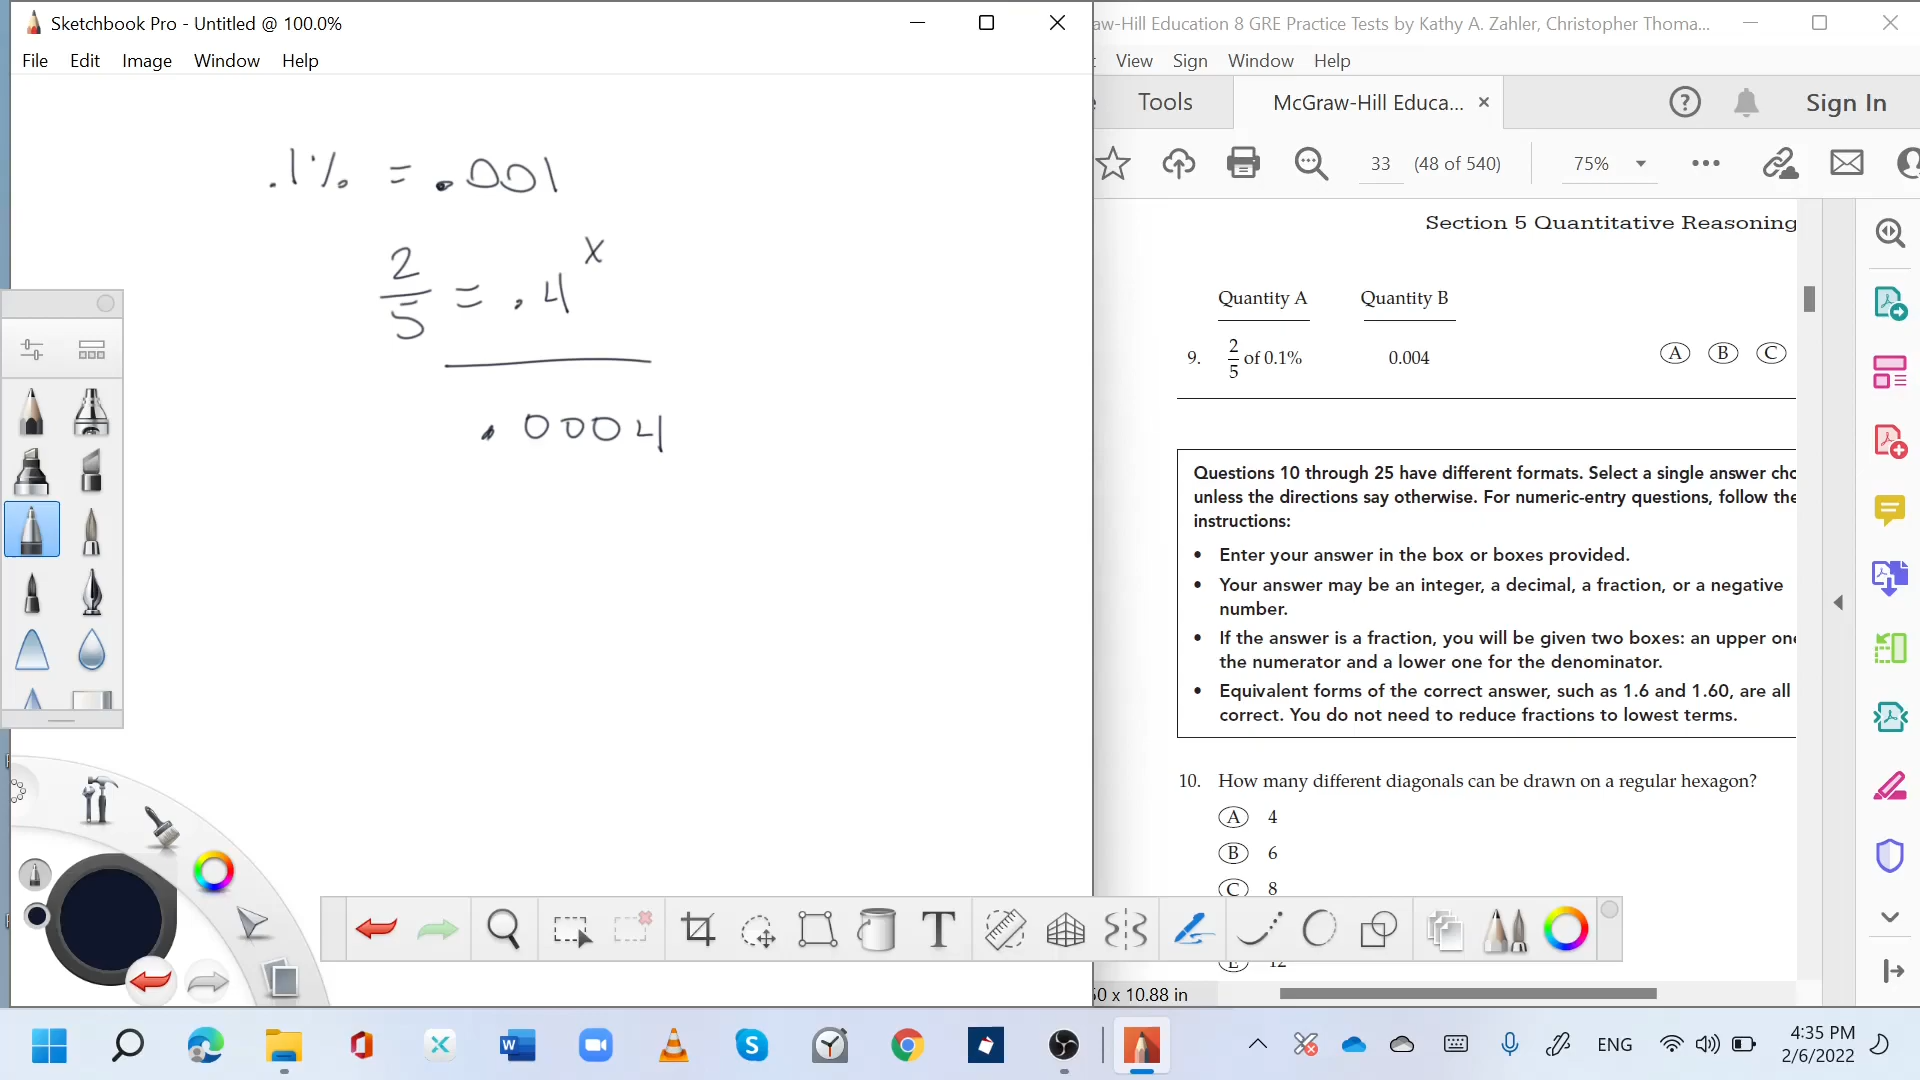 Sketchbook Pro - Untitled @ 100.0%
File Edit Image Window Help
.1% = .001
2/5 = .4 x
.0004
aw-Hill Education 8 GRE Practice Tests by Kathy A. Zahler, Christopher Thoma...
View Sign Window Help
Tools McGraw-Hill Educa... × Sign In
33 (48 of 540) 75%
Section 5 Quantitative Reasoning
Quantity A Quantity B
9. 2/5 of 0.1% 0.004 A B C
Questions 10 through 25 have different formats. Select a single answer cho
unless the directions say otherwise. For numeric-entry questions, follow the
instructions:
• Enter your answer in the box or boxes provided.
• Your answer may be an integer, a decimal, a fraction, or a negative
number.
• If the answer is a fraction, you will be given two boxes: an upper one
the numerator and a lower one for the denominator.
• Equivalent forms of the correct answer, such as 1.6 and 1.60, are all
correct. You do not need to reduce fractions to lowest terms.
10. How many different diagonals can be drawn on a regular hexagon?
A 4
B 6
C 8
E 12
T
0 x 10.88 in
W S
ENG
4:35 PM
2/6/2022